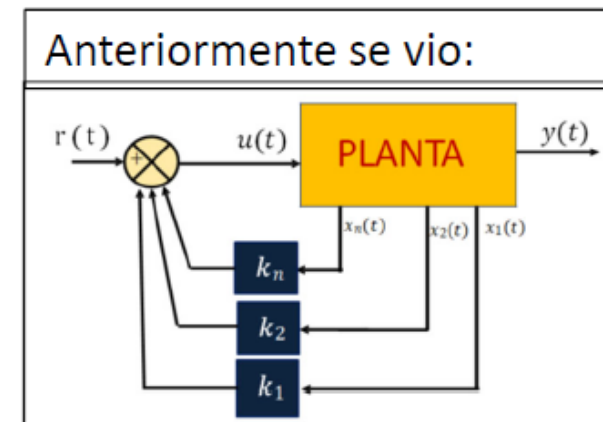 Anteriormente se vio:
r(t)
+
u(t)
PLANTA
y(t)
xₙ(t)
x₂(t)
x₁(t)
kₙ
k₂
k₁